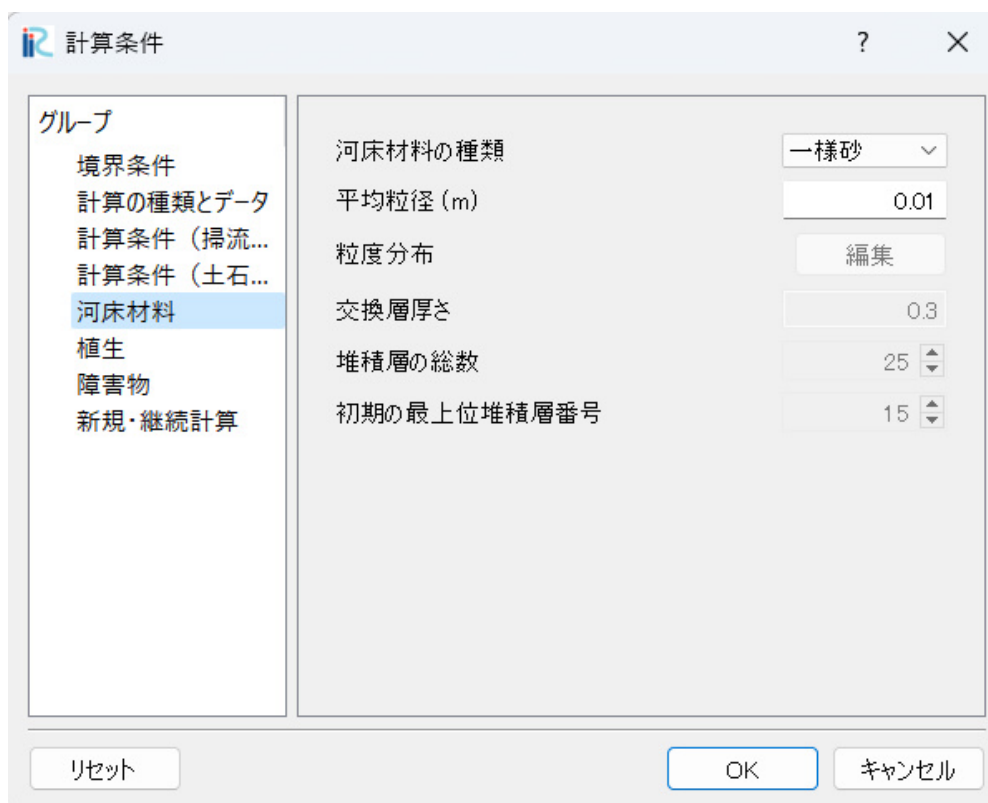 iRIC 計算条件 ? ×
グループ
境界条件
計算の種類とデータ
計算条件（掃流...
計算条件（土石...
河床材料
植生
障害物
新規・継続計算
河床材料の種類 一様砂
平均粒径 (m) 0.01
粒度分布 編集
交換層厚さ 0.3
堆積層の総数 25
初期の最上位堆積層番号 15
リセット OK キャンセル